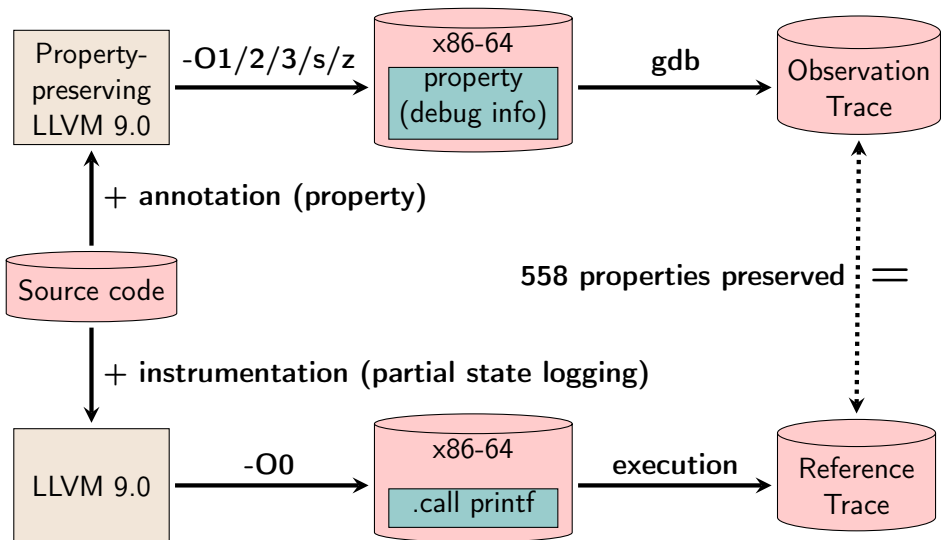 Property-
preserving
LLVM 9.0
-O1/2/3/s/z
x86-64
property
(debug info)
gdb
Observation
Trace
+ annotation (property)
Source code
558 properties preserved =
+ instrumentation (partial state logging)
LLVM 9.0
-O0
x86-64
.call printf
execution
Reference
Trace